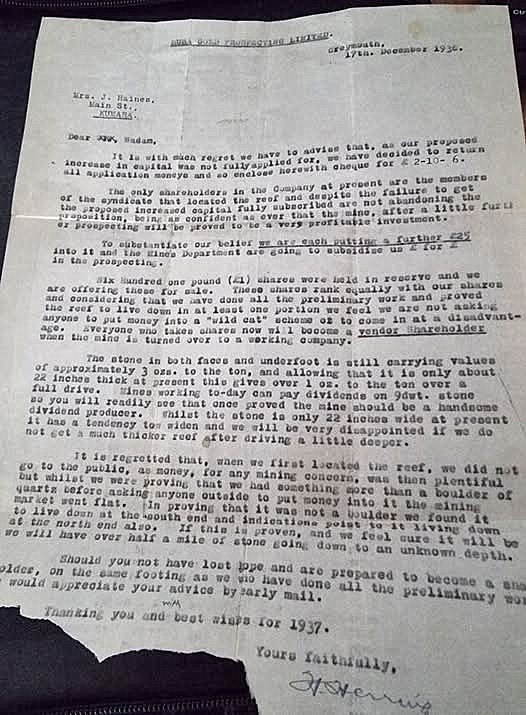 GOLD PROSPECTING LIMITED.
Greymouth,
17th. December 1936.
Mrs. J. Haines.
Main St.,
KUMARA.
Dear Madam,
It is with much regret we have to advise that, as our proposed
increase in capital was not fully applied for, we have decided to return
all application moneys and so enclose herewith cheque for £ 2-10- 6.
The only shareholders in the Company at present are the members
of the syndicate that located the reef and despite the failure to get
the proposed increased capital fully subscribed are not abandoning the
proposition, being as confident as ever that the mine, after a little furt
er prospecting will be proved to be a very profitable investment.
To substantiate our belief we are each putting a further £25
into it and the Mines Department are going to subsidise us £ for £
in the prospecting.
Six hundred one pound (£1) shares were held in reserve and we
are offering these for sale. These shares rank equally with our shares
and considering that we have done all the preliminary work and proved
the reef to live down in at least one portion we feel we are not asking
anyone to put money into a "wild cat" scheme or to come in at a disadvant-
age. Everyone who takes shares now will become a vendor Shareholder
when the mine is turned over to a working company.
The stone in both faces and underfoot is still carrying values
of approximately 3 ozs. to the ton, and allowing that it is only about
22 inches thick at present this gives over 1 oz. to the ton over a
full drive. Mines working to-day can pay dividends on 9dwt. stone
so you will readily see that once proved the mine should be a handsome
dividend producer. Whilst the stone is only 22 inches wide at present
it has a tendency to widen and we will be very disappointed if we do
not get a much thicker reef after driving a little deeper.
It is regretted that, when we first located the reef, we did not
go to the public, as money, for any mining concern, was then plentiful
but whilst we were proving that we had something more than a boulder of
quartz before asking anyone outside to put money into it the mining
market went flat. In proving that it was not a boulder we found it
to live down at the south end and indications point to it living down
at the north end also. If this is proven, and we feel sure it will be
we will have over half a mile of stone going down to an unknown depth.
Should you not have lost hope and are prepared to become a sha
older, on the same footing as we who have done all the preliminary wor
would appreciate your advice by early mail.
Thanking you and best for 1937.
Yours faithfully,